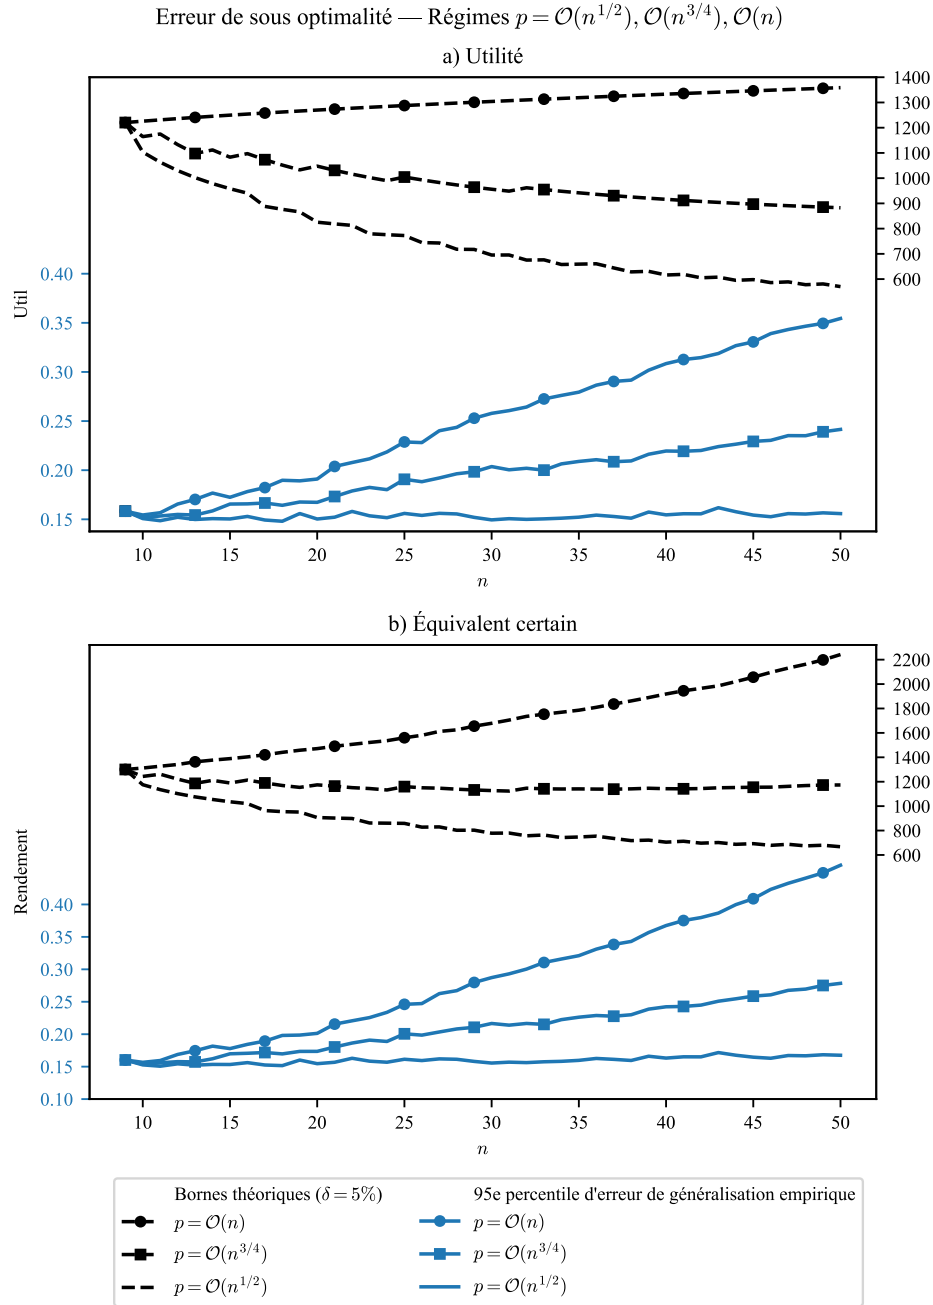 Erreur de sous optimalité — Régimes p = O(n^{1/2}), O(n^{3/4}), O(n)
a) Utilité
1400
1300
1200
1100
1000
900
800
700
600
0.40
0.35
0.30
0.25
0.20
0.15
Util
10 15 20 25 30 35 40 45 50
n
b) Équivalent certain
2200
2000
1800
1600
1400
1200
1000
800
600
0.40
0.35
0.30
0.25
0.20
0.15
0.10
Rendement
10 15 20 25 30 35 40 45 50
n
Bornes théoriques (δ = 5%)
p = O(n)
p = O(n^{3/4})
p = O(n^{1/2})
95e percentile d'erreur de généralisation empirique
p = O(n)
p = O(n^{3/4})
p = O(n^{1/2})